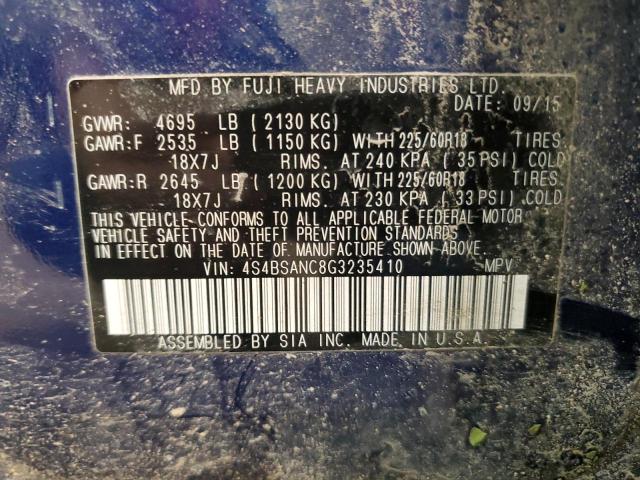 MFD BY FUJI HEAVY INDUSTRIES LTD.
DATE: 09/15
GVWR: 4695 LB ( 2130 KG)
GAWR:F 2535 LB ( 1150 KG) WITH 225/60R18 TIRES
18X7J RIMS. AT 240 KPA ( 35 PSI) COLD
GAWR:R 2645 LB ( 1200 KG) WITH 225/60R18 TIRES
18X7J RIMS. AT 230 KPA ( 33 PSI) COLD
THIS VEHICLE CONFORMS TO ALL APPLICABLE FEDERAL MOTOR
VEHICLE SAFETY AND THEFT PREVENTION STANDARDS
IN EFFECT ON THE DATE OF MANUFACTURE SHOWN ABOVE.
VIN: 4S4BSANC8G3235410 MPV
ASSEMBLED BY SIA INC. MADE IN U.S.A.